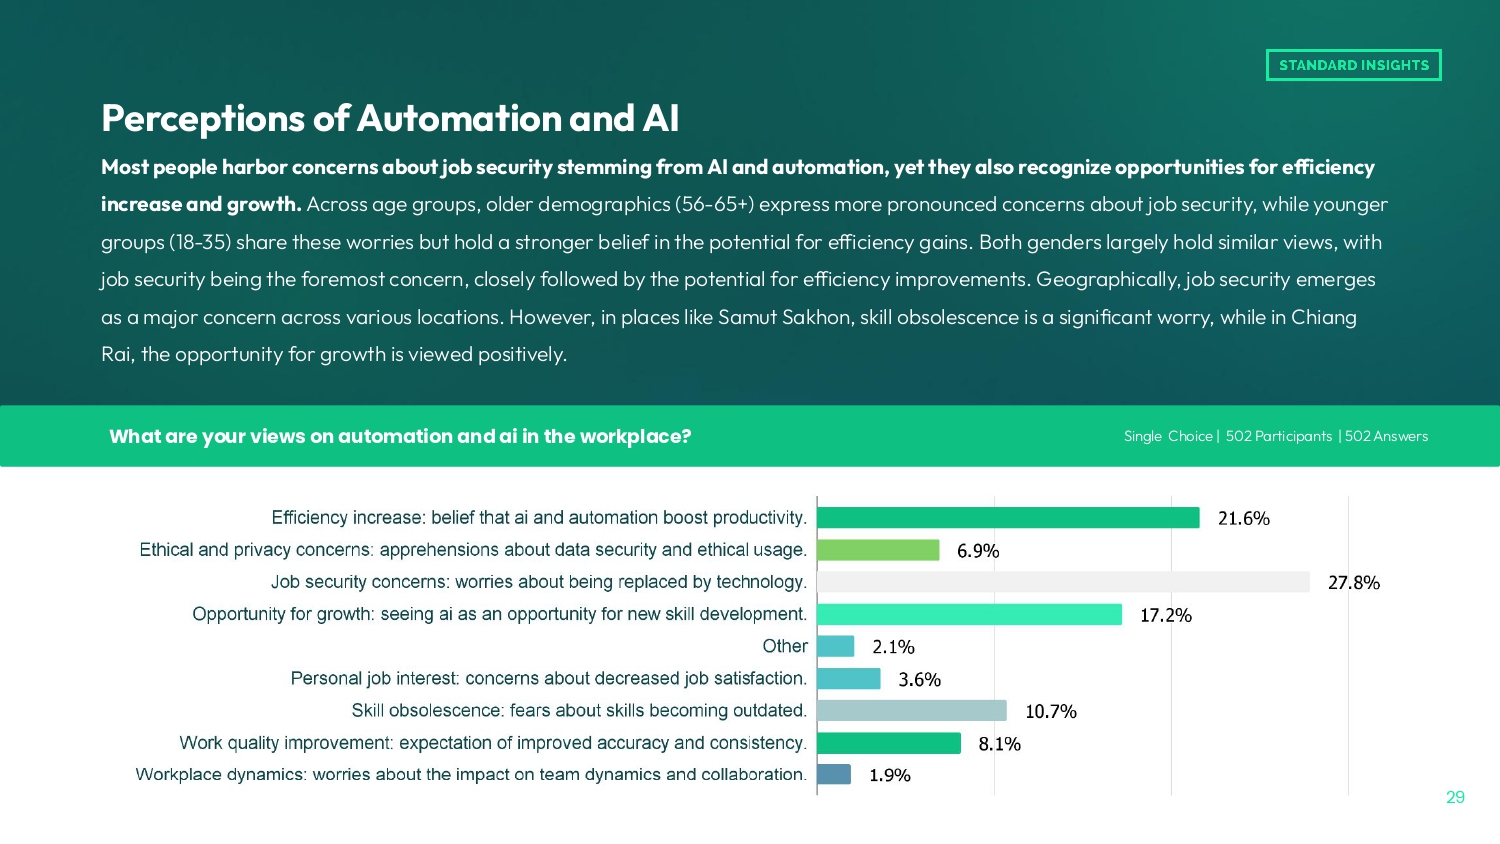 STANDARD INSIGHTS
Perceptions of Automation and AI
Most people harbor concerns about job security stemming from AI and automation, yet they also recognize opportunities for efficiency
increase and growth. Across age groups, older demographics (56-65+) express more pronounced concerns about job security, while younger
groups (18-35) share these worries but hold a stronger belief in the potential for efficiency gains. Both genders largely hold similar views, with
job security being the foremost concern, closely followed by the potential for efficiency improvements. Geographically, job security emerges
as a major concern across various locations. However, in places like Samut Sakhon, skill obsolescence is a significant worry, while in Chiang
Rai, the opportunity for growth is viewed positively.
What are your views on automation and ai in the workplace?
Single Choice | 502 Participants | 502 Answers
Efficiency increase: belief that ai and automation boost productivity. 21.6%
Ethical and privacy concerns: apprehensions about data security and ethical usage. 6.9%
Job security concerns: worries about being replaced by technology. 27.8%
Opportunity for growth: seeing ai as an opportunity for new skill development. 17.2%
Other 2.1%
Personal job interest: concerns about decreased job satisfaction. 3.6%
Skill obsolescence: fears about skills becoming outdated. 10.7%
Work quality improvement: expectation of improved accuracy and consistency. 8.1%
Workplace dynamics: worries about the impact on team dynamics and collaboration. 1.9%
29